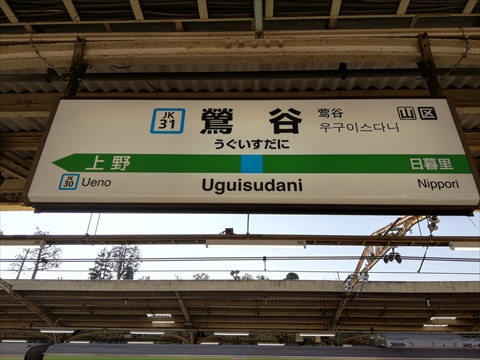 JK
31
鶯谷
莺谷
우구이스다니
山区
うぐいすだに
上野
日暮里
JK
30
Ueno
Uguisudani
Nippori